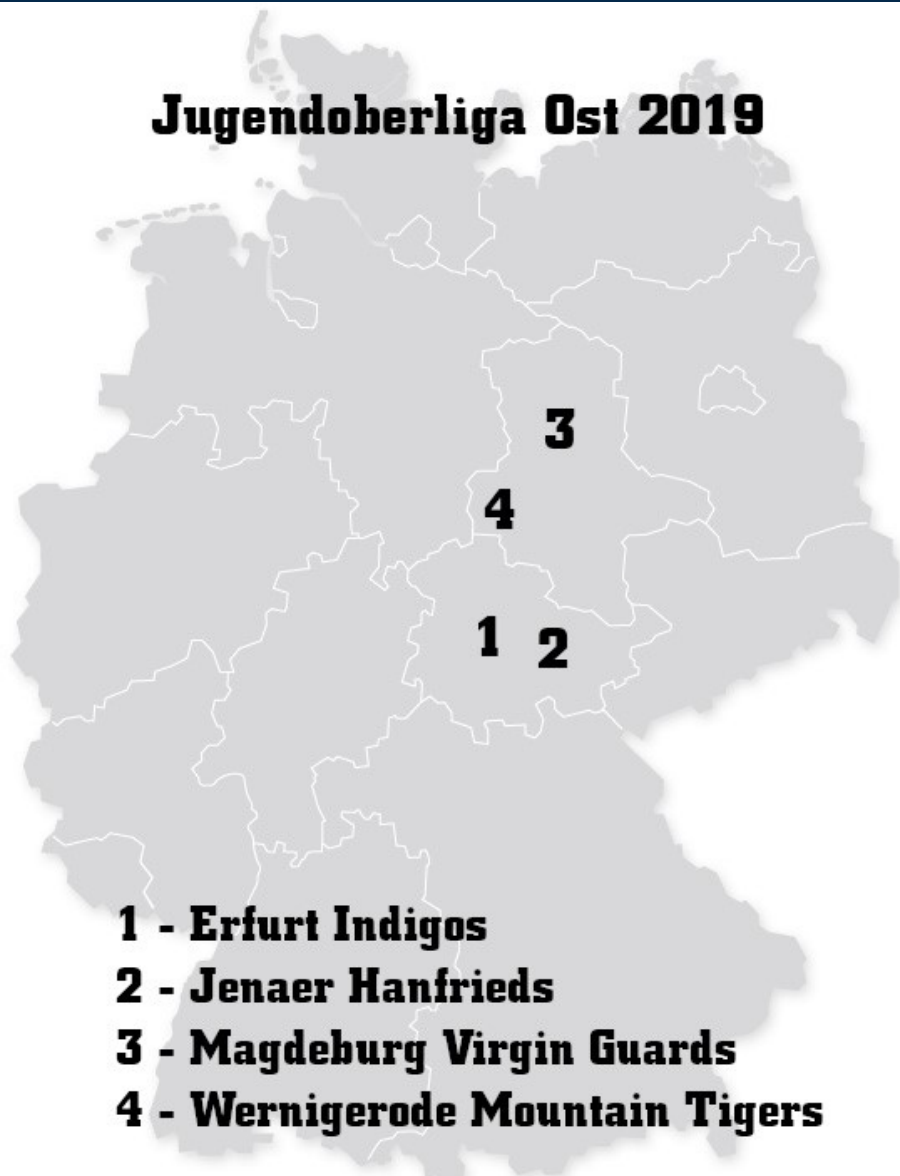 Jugendoberliga Ost 2019
3
4
1 2
1 - Erfurt Indigos
2 - Jenaer Hanfrieds
3 - Magdeburg Virgin Guards
4 - Wernigerode Mountain Tigers